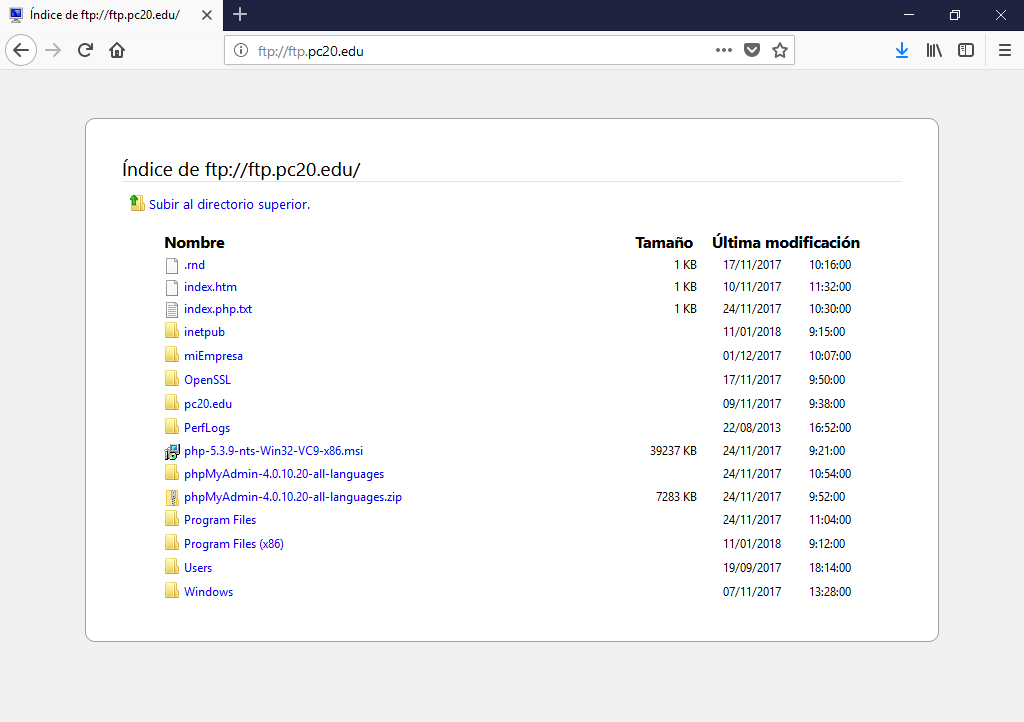 Índice de ftp://ftp.pc20.edu/
ftp://ftp.pc20.edu
Índice de ftp://ftp.pc20.edu/
Subir al directorio superior.
Nombre Tamaño Última modificación
.rnd 1 KB 17/11/2017 10:16:00
index.htm 1 KB 10/11/2017 11:32:00
index.php.txt 1 KB 24/11/2017 10:30:00
inetpub 11/01/2018 9:15:00
miEmpresa 01/12/2017 10:07:00
OpenSSL 17/11/2017 9:50:00
pc20.edu 09/11/2017 9:38:00
PerfLogs 22/08/2013 16:52:00
php-5.3.9-nts-Win32-VC9-x86.msi 39237 KB 24/11/2017 9:21:00
phpMyAdmin-4.0.10.20-all-languages 24/11/2017 10:54:00
phpMyAdmin-4.0.10.20-all-languages.zip 7283 KB 24/11/2017 9:52:00
Program Files 24/11/2017 11:04:00
Program Files (x86) 11/01/2018 9:12:00
Users 19/09/2017 18:14:00
Windows 07/11/2017 13:28:00